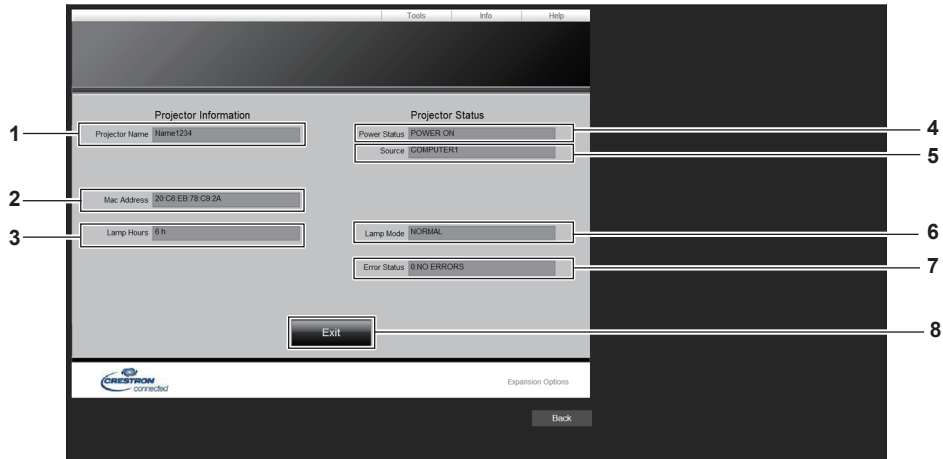 Tools Info Help
Projector Information Projector Status
1 Projector Name Name1234 Power Status POWER ON 4
Source COMPUTER1 5
2 Mac Address 20:C6:EB:78:C9:2A
3 Lamp Hours 6 h Lamp Mode NORMAL 6
Error Status 0:NO ERRORS 7
Exit 8
CRESTRON
connected
Expansion Options
Back